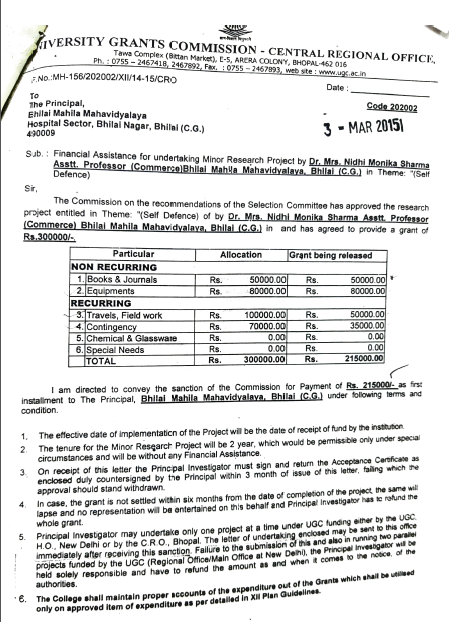 UNIVERSITY GRANTS COMMISSION - CENTRAL REGIONAL OFFICE,
Tawa Complex (Bittan Market), E-5, ARERA COLONY, BHOPAL-462 016
Ph. : 0755 – 2467418, 2467892, Fax. : 0755 – 2467893, web site : www.ugc.ac.in
F.No.:MH-156/202002/XII/14-15/CRO
Date :
To
The Principal,
Bhilai Mahila Mahavidyalaya
Hospital Sector, Bhilai Nagar, Bhilai (C.G.)
490009
Code 202002
3 - MAR 2015
Sub. : Financial Assistance for undertaking Minor Research Project by Dr. Mrs. Nidhi Monika Sharma
Asstt. Professor (Commerce)Bhilai Mahila Mahavidyalaya, Bhilai (C.G.) in Theme: "(Self
Defence)
Sir,
The Commission on the recommendations of the Selection Committee has approved the research
project entitled in Theme: "(Self Defence) of by Dr. Mrs. Nidhi Monika Sharma Asstt. Professor
(Commerce) Bhilai Mahila Mahavidyalaya, Bhilai (C.G.) in and has agreed to provide a grant of
Rs.300000/-.
Particular Allocation Grant being released
NON RECURRING
1. Books & Journals Rs. 50000.00 Rs. 50000.00
2. Equipments Rs. 80000.00 Rs. 80000.00
RECURRING
3. Travels, Field work Rs. 100000.00 Rs. 50000.00
4. Contingency Rs. 70000.00 Rs. 35000.00
5. Chemical & Glassware Rs. 0.00 Rs. 0.00
6. Special Needs Rs. 0.00 Rs. 0.00
TOTAL Rs. 300000.00 Rs. 215000.00
I am directed to convey the sanction of the Commission for Payment of Rs. 215000/- as first
installment to The Principal, Bhilai Mahila Mahavidyalaya, Bhilai (C.G.) under following terms and
condition.
1. The effective date of implementation of the Project will be the date of receipt of fund by the institution.
2. The tenure for the Minor Research Project will be 2 year, which would be permissible only under special
circumstances and will be without any Financial Assistance.
3. On receipt of this letter the Principal Investigator must sign and return the Acceptance Certificate as
enclosed duly countersigned by the Principal within 3 month of issue of this letter, failing which the
approval should stand withdrawn.
4. In case, the grant is not settled within six months from the date of completion of the project, the same will
lapse and no representation will be entertained on this behalf and Principal Investigator has to refund the
whole grant.
5. Principal Investigator may undertake only one project at a time under UGC funding either by the UGC.
H.O., New Delhi or by the C.R.O., Bhopal. The letter of undertaking enclosed may be sent to this office
immediately after receiving this sanction. Failure to the submission of this and also in running two parallel
projects funded by the UGC (Regional Office/Main Office at New Delhi), the Principal Investigator will be
held solely responsible and have to refund the amount as and when it comes to the notice, of the
authorities.
6. The College shall maintain proper accounts of the expenditure out of the Grants which shall be utilised
only on approved item of expenditure as per detailed in XII Plan Guidelines.